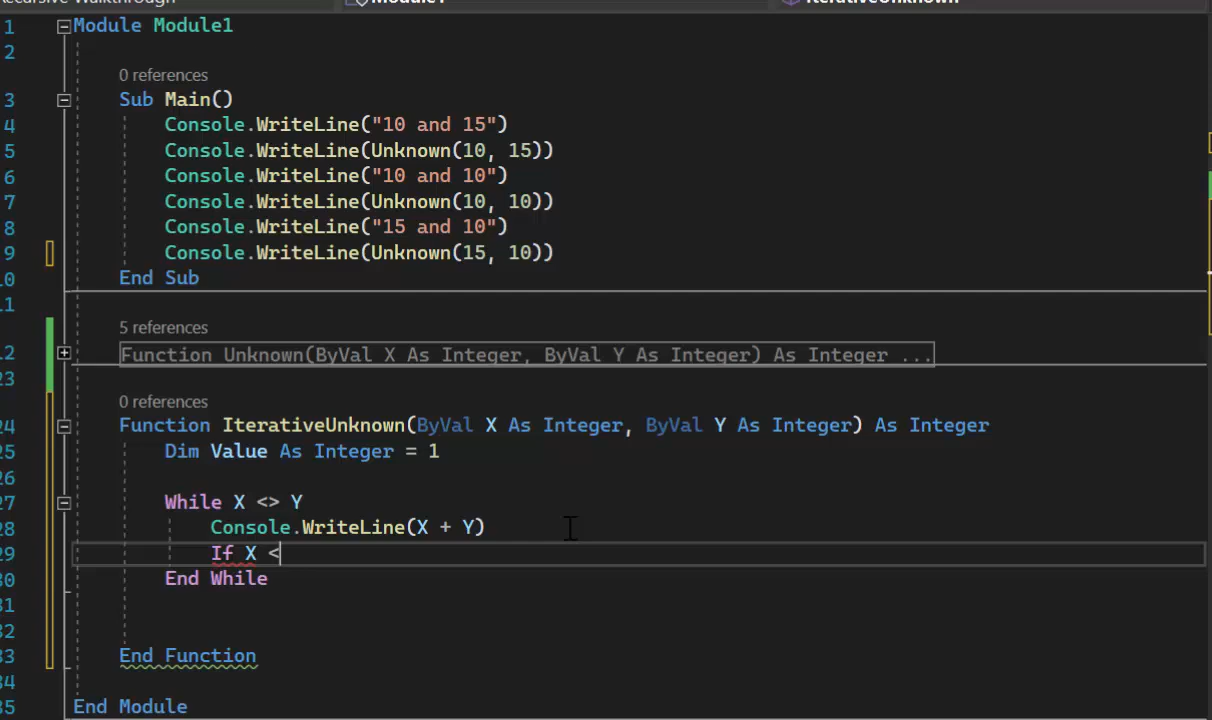 Recursive Walkthrough Module1 IterativeUnknown
1 Module Module1
2
0 references
3 Sub Main()
4 Console.WriteLine("10 and 15")
5 Console.WriteLine(Unknown(10, 15))
6 Console.WriteLine("10 and 10")
7 Console.WriteLine(Unknown(10, 10))
8 Console.WriteLine("15 and 10")
9 Console.WriteLine(Unknown(15, 10))
10 End Sub
11
5 references
12 Function Unknown(ByVal X As Integer, ByVal Y As Integer) As Integer ...
23
0 references
24 Function IterativeUnknown(ByVal X As Integer, ByVal Y As Integer) As Integer
25 Dim Value As Integer = 1
26
27 While X <> Y
28 Console.WriteLine(X + Y)
29 If X <
30 End While
31
32
33 End Function
34
35 End Module